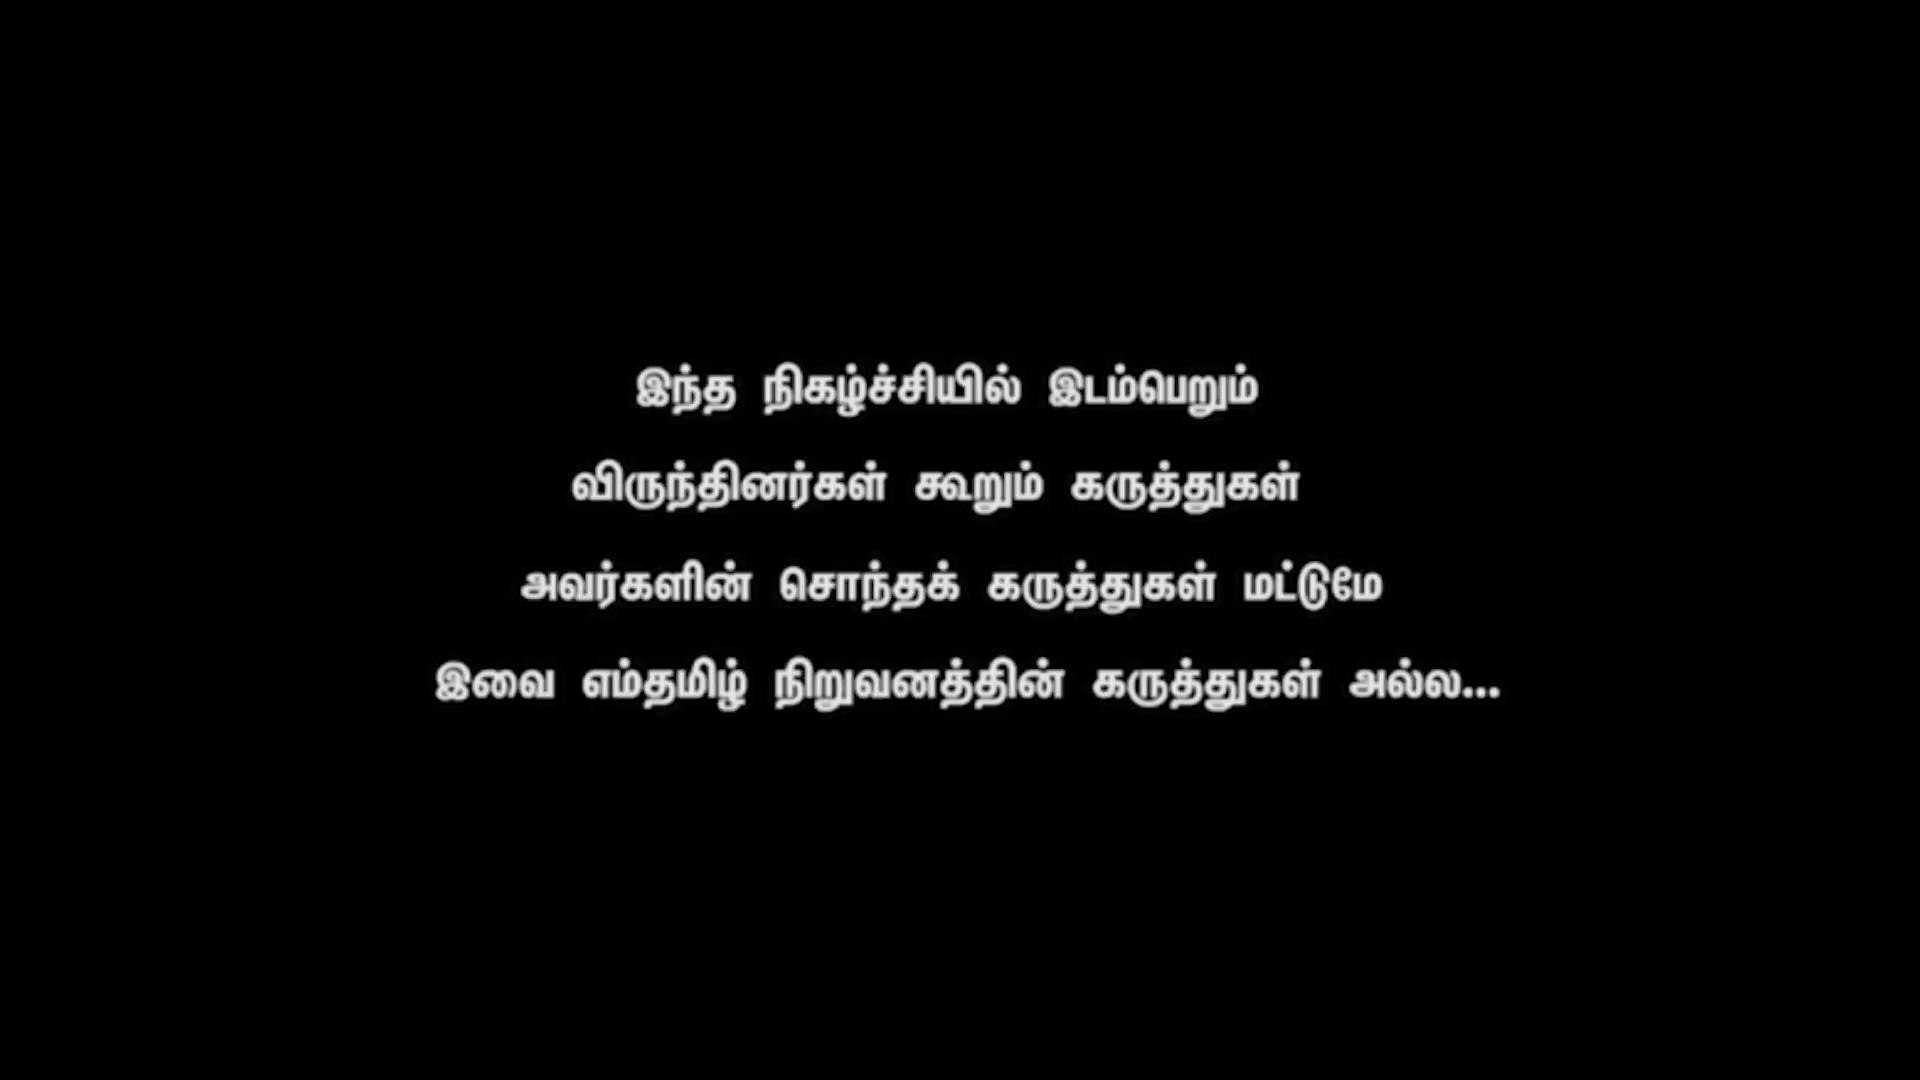 இந்த நிகழ்ச்சியில் இடம்பெறும்
விருந்தினர்கள் கூறும் கருத்துகள்
அவர்களின் சொந்தக் கருத்துகள் மட்டுமே
இவை எம்தமிழ் நிறுவனத்தின் கருத்துகள் அல்ல...